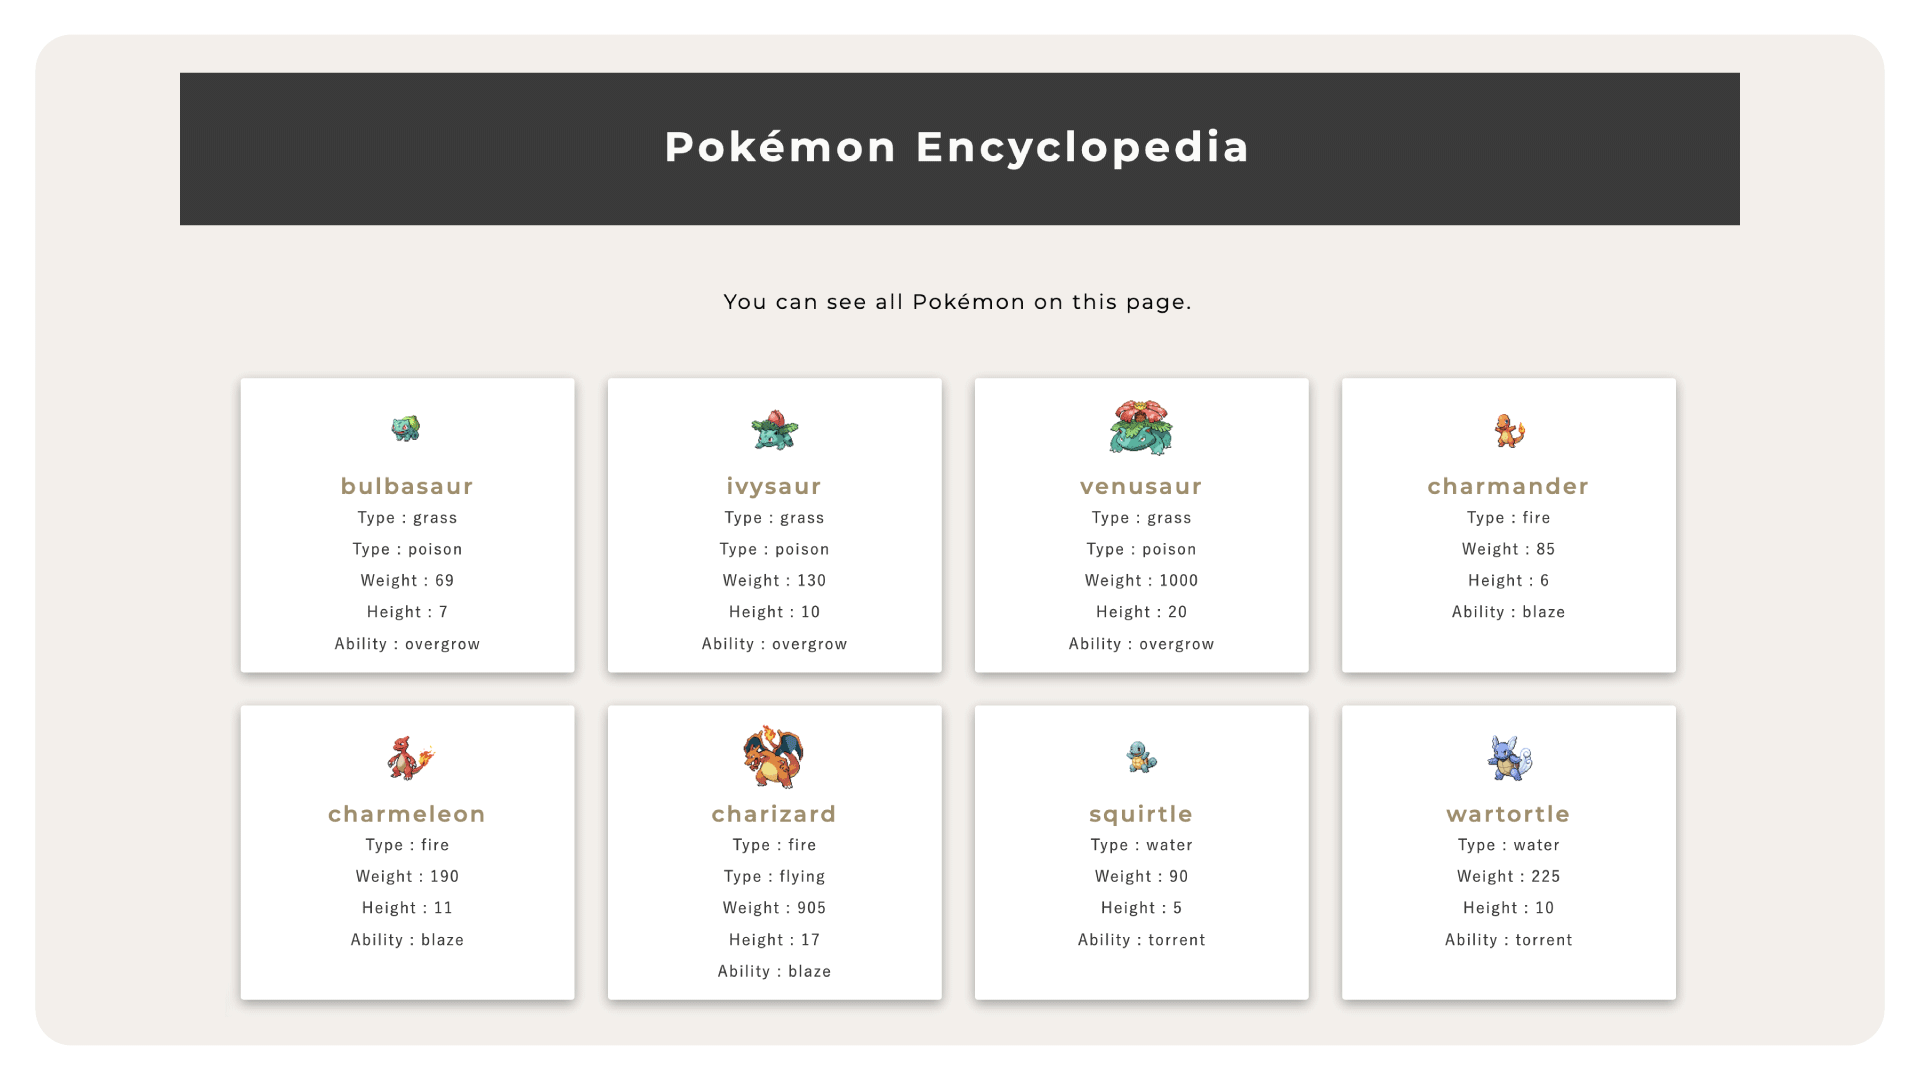 Pokémon Encyclopedia
You can see all Pokémon on this page.
bulbasaur
Type : grass
Type : poison
Weight : 69
Height : 7
Ability : overgrow
ivysaur
Type : grass
Type : poison
Weight : 130
Height : 10
Ability : overgrow
venusaur
Type : grass
Type : poison
Weight : 1000
Height : 20
Ability : overgrow
charmander
Type : fire
Weight : 85
Height : 6
Ability : blaze
charmeleon
Type : fire
Weight : 190
Height : 11
Ability : blaze
charizard
Type : fire
Type : flying
Weight : 905
Height : 17
Ability : blaze
squirtle
Type : water
Weight : 90
Height : 5
Ability : torrent
wartortle
Type : water
Weight : 225
Height : 10
Ability : torrent